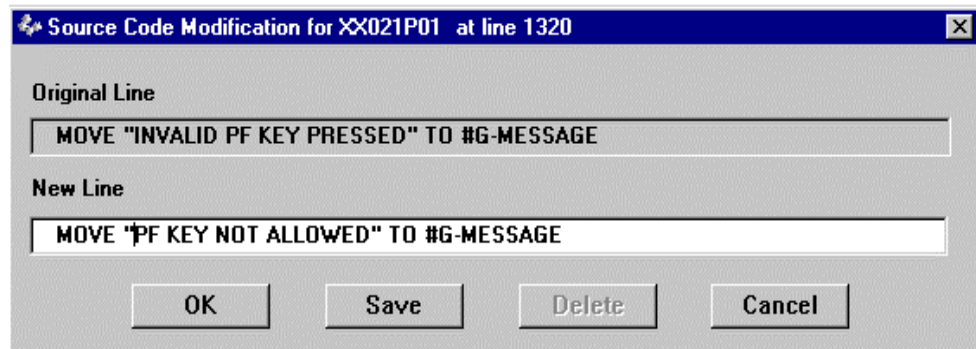 Source Code Modification for XX021P01 at line 1320
Original Line
MOVE "INVALID PF KEY PRESSED" TO #G-MESSAGE
New Line
MOVE "PF KEY NOT ALLOWED" TO #G-MESSAGE
OK Save Delete Cancel